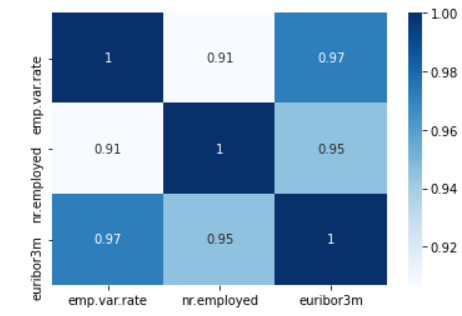 emp.var.rate
nr.employed
euribor3m
1 0.91 0.97
0.91 1 0.95
0.97 0.95 1
emp.var.rate nr.employed euribor3m
1.00
0.98
0.96
0.94
0.92